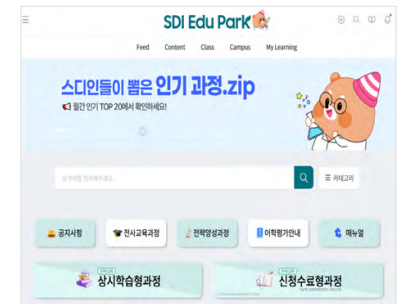 SDI Edu Park
Feed Content Class Campus My Learning
스디인들이 뽑은 인기 과정.zip
월간 인기 TOP 20에서 확인하세요!
카테고리
공지사항 전사교육과정 전략양성과정 어학평가안내 매뉴얼
상시학습형과정 신청수료형과정